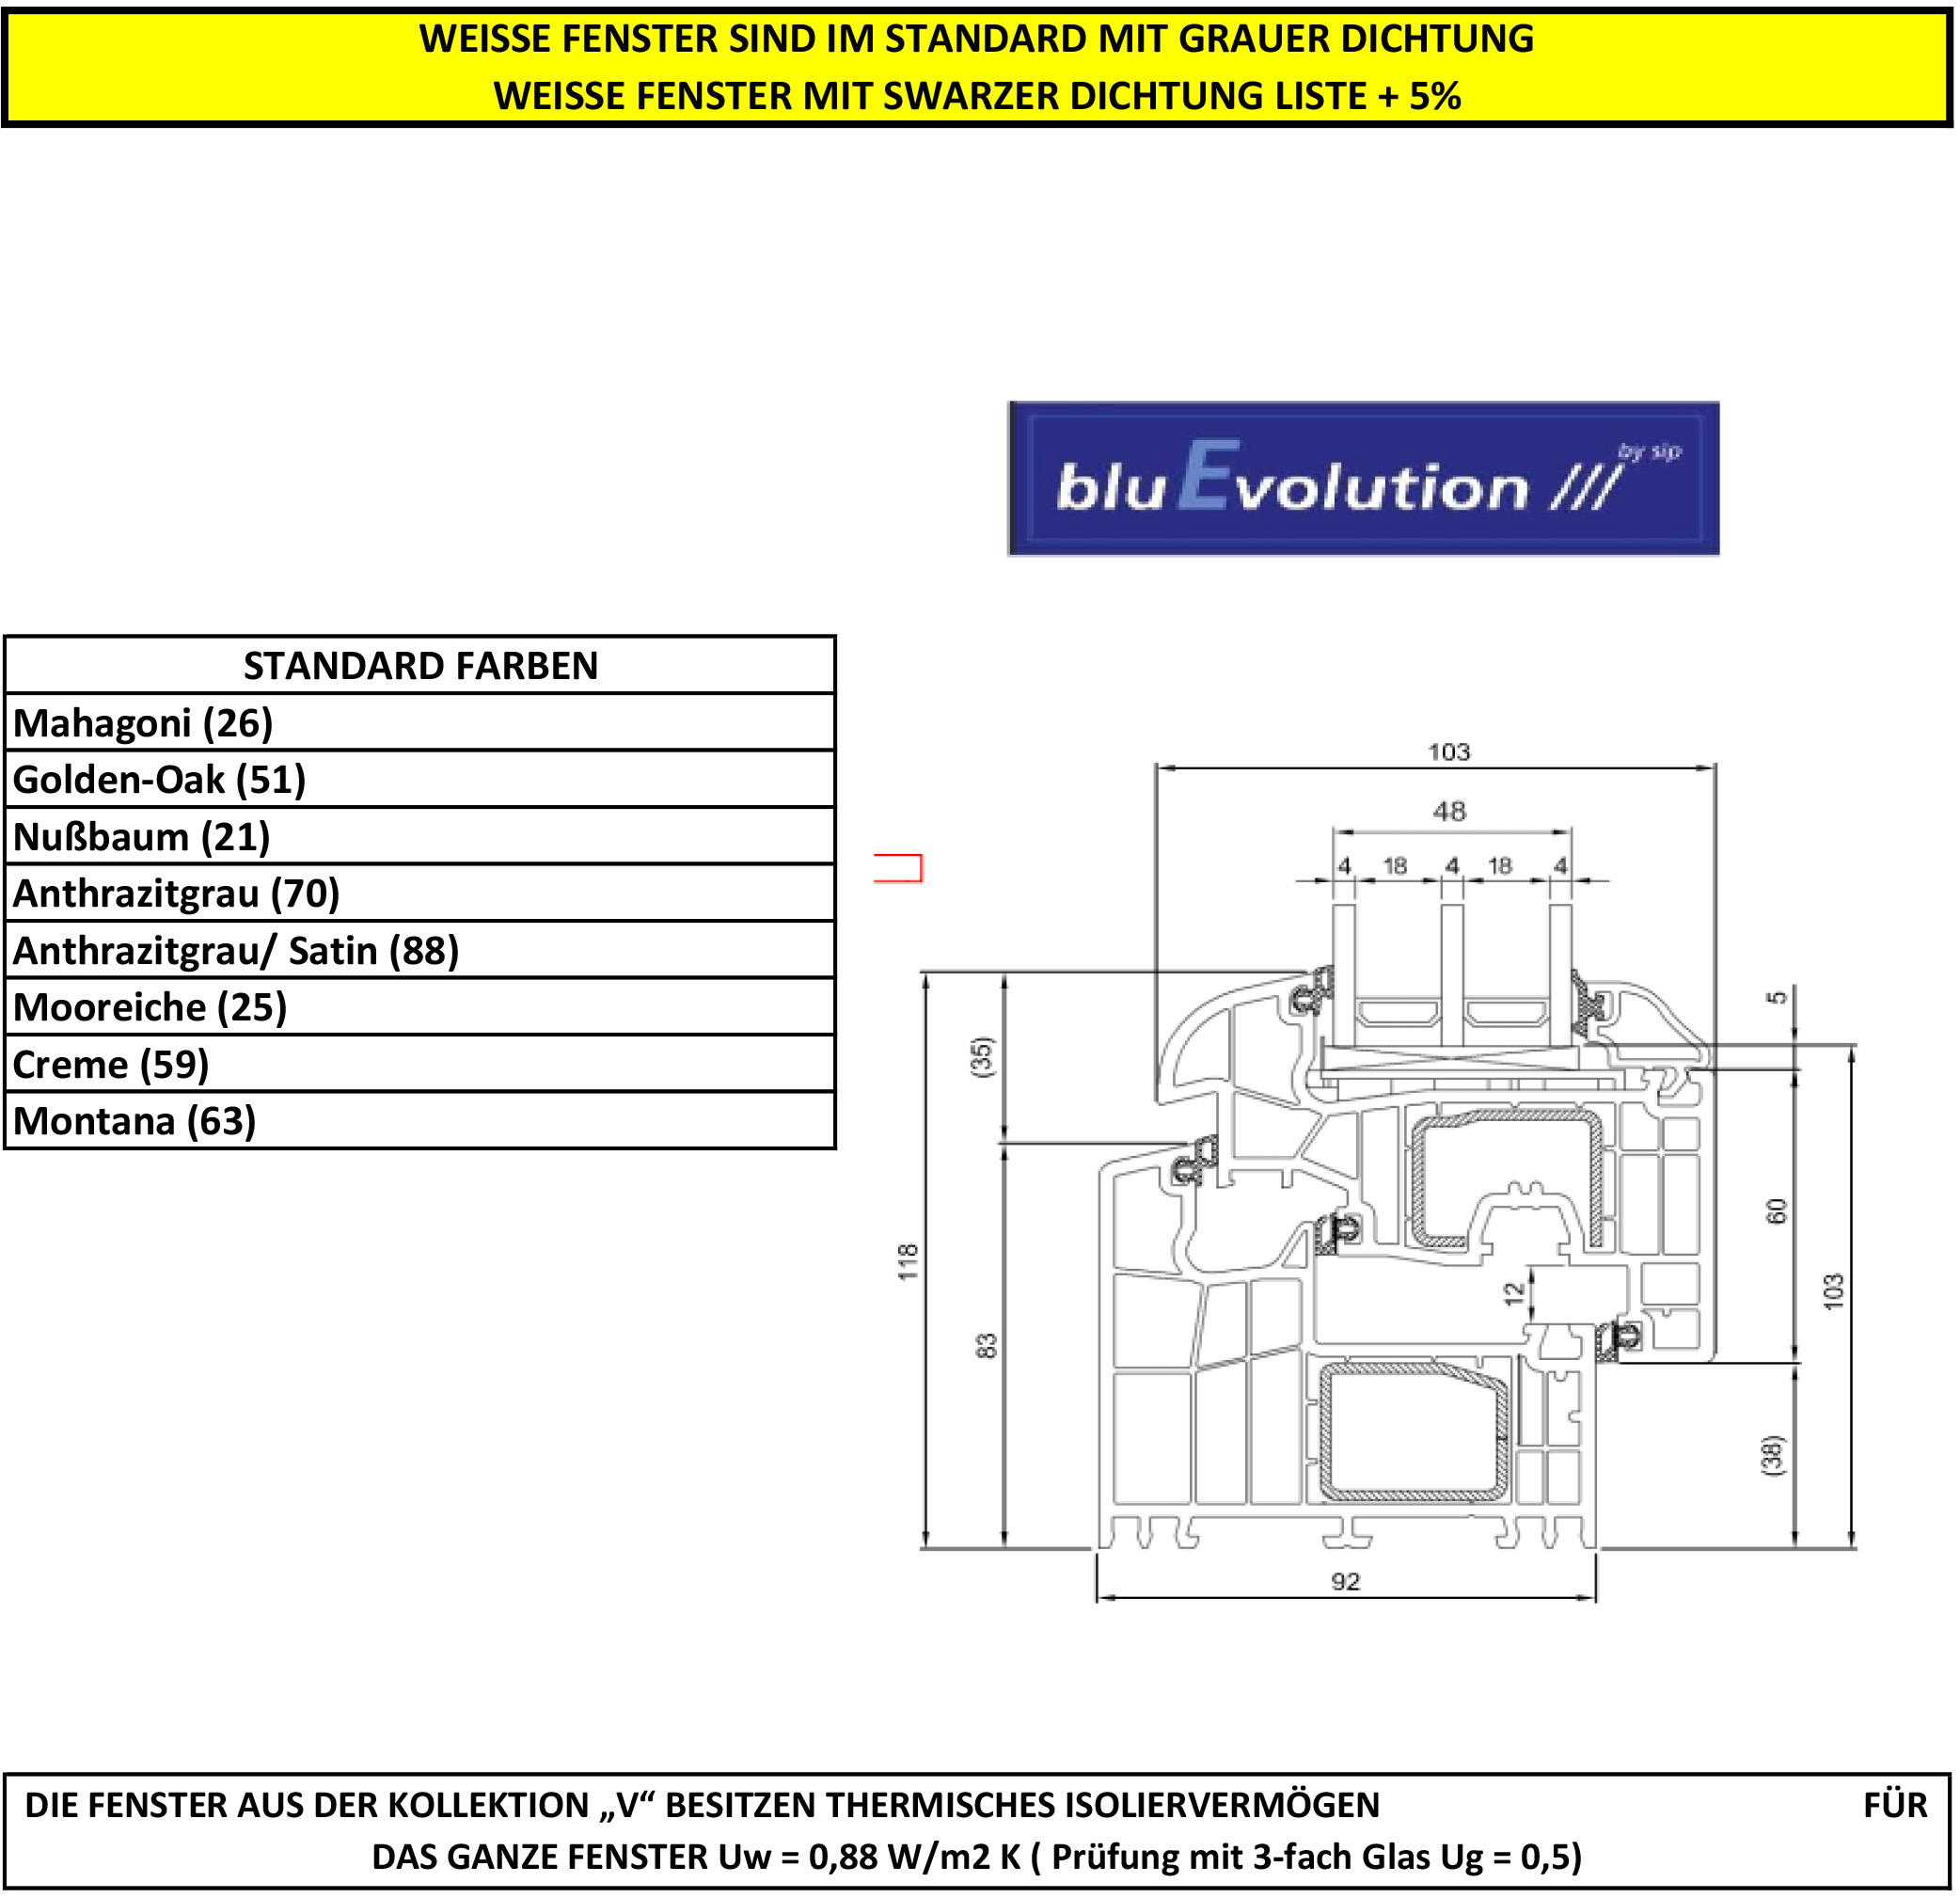 WEISSE FENSTER SIND IM STANDARD MIT GRAUER DICHTUNG
WEISSE FENSTER MIT SWARZER DICHTUNG LISTE + 5%
bluEvolution /// by sip
STANDARD FARBEN
Mahagoni (26)
Golden-Oak (51)
Nußbaum (21)
Anthrazitgrau (70)
Anthrazitgrau/ Satin (88)
Mooreiche (25)
Creme (59)
Montana (63)
103
48
4 18 4 18 4
5
(35)
60
118
12
103
83
(38)
92
DIE FENSTER AUS DER KOLLEKTION „V“ BESITZEN THERMISCHES ISOLIERVERMÖGEN FÜR
DAS GANZE FENSTER Uw = 0,88 W/m2 K ( Prüfung mit 3-fach Glas Ug = 0,5)